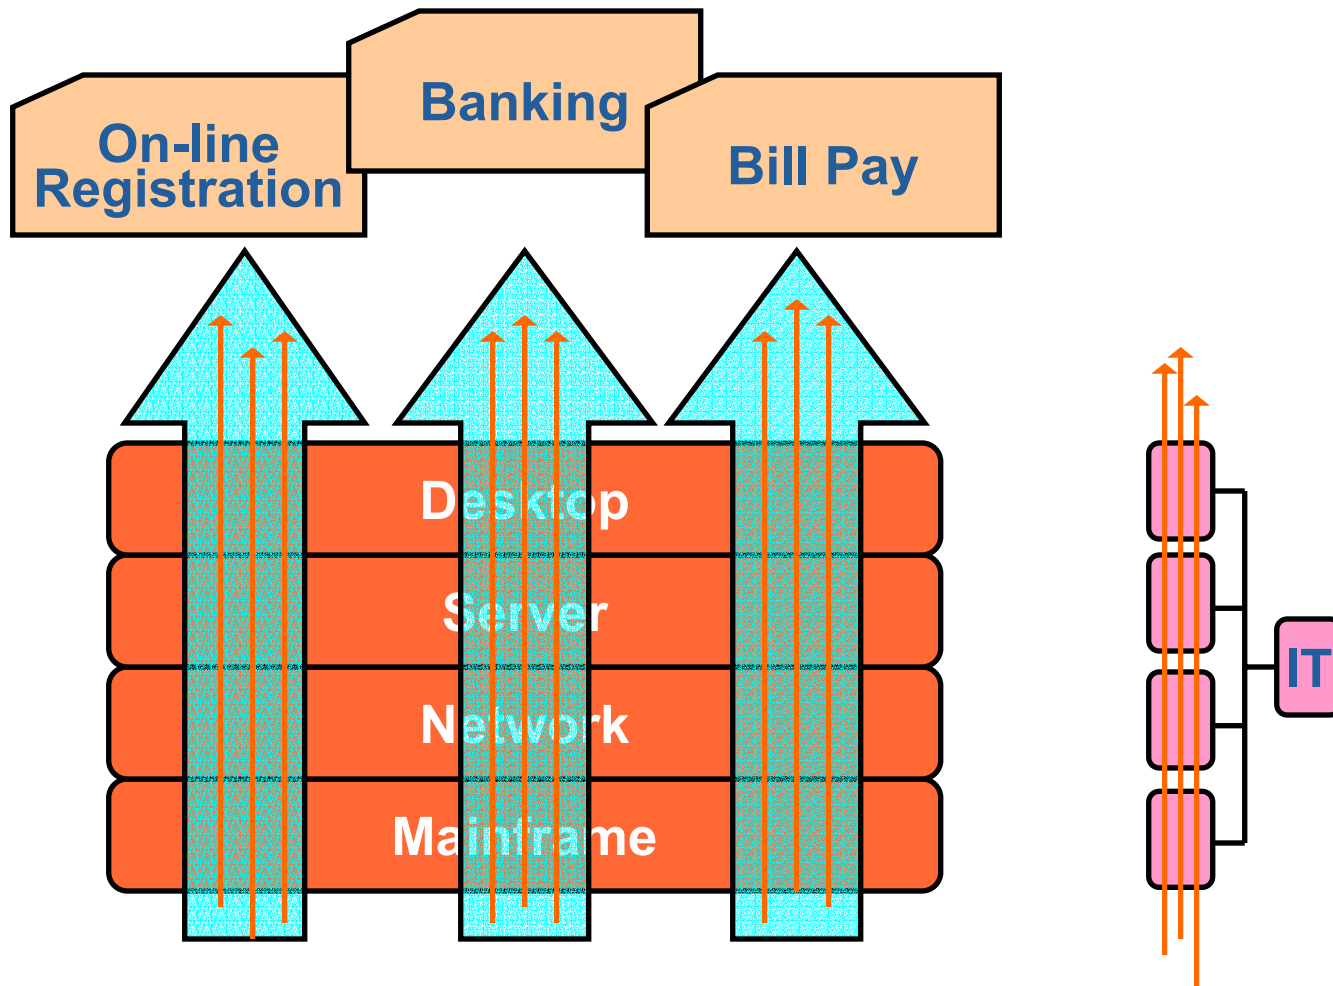 Banking
On-line
Registration
Bill Pay
Desktop
Server
Network
Mainframe
IT